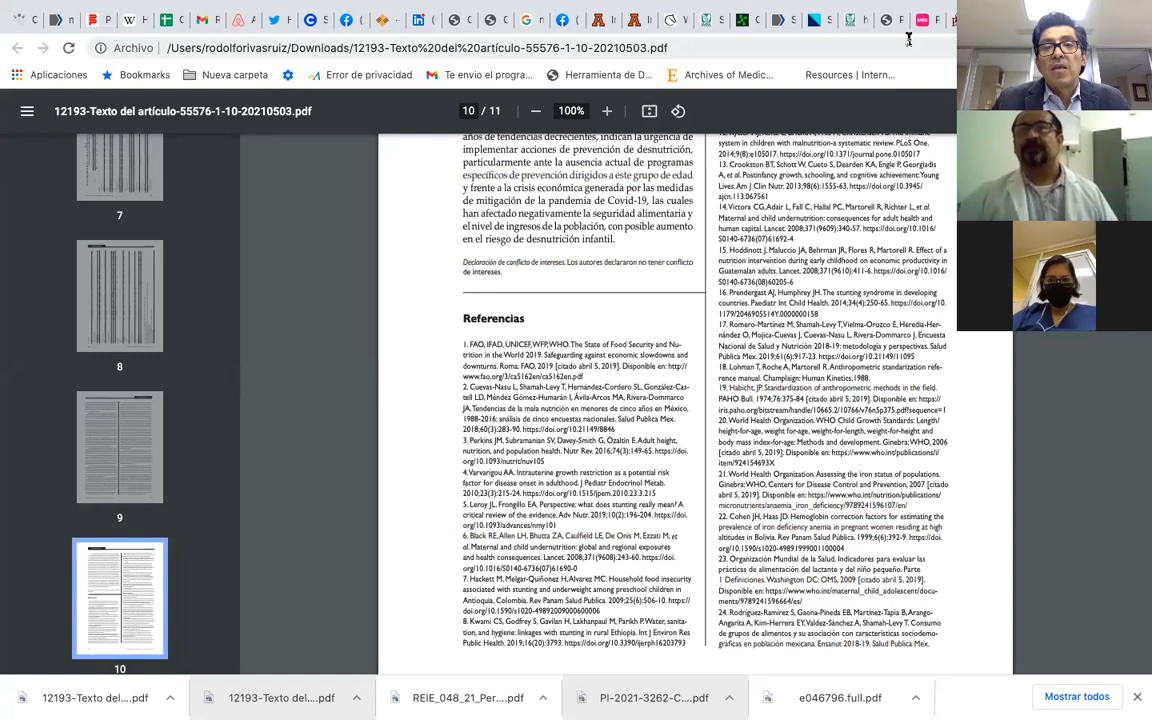 Archivo
/Users/rodolforivasruiz/Downloads/12193-Texto%20del%20artículo-55576-1-10-20210503.pdf
Aplicaciones
Bookmarks
Nueva carpeta
Error de privacidad
Te envio el progra...
Herramienta de D...
Archives of Medic...
Resources | Intern...
12193-Texto del artículo-55576-1-10-20210503.pdf
10 / 11
100%
7
8
9
10
años de tendencias decrecientes, indican la urgencia de
implementar acciones de prevención de desnutrición,
particularmente ante la ausencia actual de programas
específicos de prevención dirigidos a este grupo de edad
y frente a la crisis económica generada por las medidas
de mitigación de la pandemia de Covid-19, las cuales
han afectado negativamente la seguridad alimentaria y
el nivel de ingresos de la población, con posible aumento
en el riesgo de desnutrición infantil.
Declaración de conflicto de intereses. Los autores declararon no tener conflicto
de intereses.
Referencias
1. FAO, IFAD, UNICEF, WFP, WHO. The State of Food Security and Nu-
trition in the World 2019. Safeguarding against economic slowdowns and
downturns. Roma: FAO, 2019 [citado abril 5, 2019]. Disponible en: http://
www.fao.org/3/ca5162en/ca5162en.pdf
2. Cuevas-Nasu L, Shamah-Levy T, Hernández-Cordero SL, González-Cas-
tell LD, Méndez Gómez-Humarán I, Ávila-Arcos MA, Rivera-Dommarco
JA. Tendencias de la mala nutrición en menores de cinco años en México,
1988-2016: análisis de cinco encuestas nacionales. Salud Publica Mex.
2018;60(3):283-90. https://doi.org/10.21149/8846
3. Perkins JM, Subramanian SV, Davey-Smith G, Özaltin E. Adult height,
nutrition, and population health. Nutr Rev. 2016;74(3):149-65. https://doi.
org/10.1093/nutrit/nuv105
4. Varvarigou AA. Intrauterine growth restriction as a potential risk
factor for disease onset in adulthood. J Pediatr Endocrinol Metab.
2010;23(3):215-24. https://doi.org/10.1515/jpem.2010.23.3.215
5. Leroy JL, Frongillo EA. Perspective: what does stunting really mean? A
critical review of the evidence. Adv Nutr. 2019;10(2):196-204. https://doi.
org/10.1093/advances/nmy101
6. Black RE, Allen LH, Bhutta ZA, Caulfield LE, De Onis M, Ezzati M, et
al. Maternal and child undernutrition: global and regional exposures
and health consequences. Lancet. 2008;371(9608):243-60. https://doi.
org/10.1016/S0140-6736(07)61690-0
7. Hackett M, Melgar-Quiñonez H, Alvarez MC. Household food insecurity
associated with stunting and underweight among preschool children in
Antioquia, Colombia. Rev Panam Salud Publica. 2009;25(6):506-10. https://
doi.org/10.1590/s1020-49892009000600006
8. Kwami CS, Godfrey S, Gavilan H, Lakhanpaul M, Parikh P. Water, sanita-
tion, and hygiene: linkages with stunting in rural Ethiopia. Int J Environ Res
Public Health. 2019;16(20):3793. https://doi.org/10.3390/ijerph16203793
system in children with malnutrition-a systematic review. PLoS One.
2014;9(8):e105017. https://doi.org/10.1371/journal.pone.0105017
13. Crookston BT, Schott W, Cueto S, Dearden KA, Engle P, Georgiadis
A, et al. Postinfancy growth, schooling, and cognitive achievement: Young
Lives. Am J Clin Nutr. 2013;98(6):1555-63. https://doi.org/10.3945/
ajcn.113.067561
14. Victora CG, Adair L, Fall C, Hallal PC, Martorell R, Richter L, et al.
Maternal and child undernutrition: consequences for adult health and
human capital. Lancet. 2008;371(9609):340-57. https://doi.org/10.1016/
S0140-6736(07)61692-4
15. Hoddinott J, Maluccio JA, Behrman JR, Flores R, Martorell R. Effect of a
nutrition intervention during early childhood on economic productivity in
Guatemalan adults. Lancet. 2008;371(9610):411-6. https://doi.org/10.1016/
S0140-6736(08)60205-6
16. Prendergast AJ, Humphrey JH. The stunting syndrome in developing
countries. Paediatr Int Child Health. 2014;34(4):250-65. https://doi.org/10.
1179/2046905514Y.0000000158
17. Romero-Martínez M, Shamah-Levy T, Vielma-Orozco E, Heredia-Her-
nández O, Mojica-Cuevas J, Cuevas-Nasu L, Rivera-Dommarco J. Encuesta
Nacional de Salud y Nutrición 2018-19: metodología y perspectivas. Salud
Publica Mex. 2019;61(6):917-23. https://doi.org/10.21149/11095
18. Lohman T, Roche A, Martorell R. Anthropometric standarization refe-
rence manual. Champlaign: Human Kinetics, 1988.
19. Habicht, JP. Standardization of anthropometric methods in the field.
PAHO Bull. 1974;76:375-84 [citado abril 5, 2019]. Disponible en: https://
iris.paho.org/bitstream/handle/10665.2/10766/v76n5p375.pdf?sequence=1
20. World Health Organization. WHO Child Growth Standards: Length/
height-for-age, weight for-age, weight-for-length, weight-for-height and
body mass index-for-age: Methods and development. Ginebra: WHO, 2006
[citado abril 5, 2019]. Disponible en: https://www.who.int/publications/i/
item/924154693X
21. World Health Organization. Assessing the iron status of populations.
Ginebra: WHO, Centers for Disease Control and Prevention, 2007 [citado
abril 5, 2019]. Disponible en: https://www.who.int/nutrition/publications/
micronutrients/anaemia_iron_deficiency/9789241596107/en/
22. Cohen JH, Haas JD. Hemoglobin correction factors for estimating the
prevalence of iron deficiency anemia in pregnant women residing at high
altitudes in Bolivia. Rev Panam Salud Publica. 1999;6(6):392-9. https://doi.
org/10.1590/s1020-49891999001100004
23. Organización Mundial de la Salud. Indicadores para evaluar las
prácticas de alimentación del lactante y del niño pequeño. Parte
1 Definiciones. Washington DC: OMS, 2009 [citado abril 5, 2019].
Disponible en: https://www.who.int/maternal_child_adolescent/docu-
ments/9789241596664/es/
24. Rodríguez-Ramírez S, Gaona-Pineda EB, Martínez-Tapia B, Arango-
Angarita A, Kim-Herrera EY, Valdez-Sánchez A, Shamah-Levy T. Consumo
de grupos de alimentos y su asociación con características sociodemo-
gráficas en población mexicana. Ensanut 2018-19. Salud Publica Mex.
12193-Texto del....pdf
12193-Texto del....pdf
REIE_048_21_Per....pdf
PI-2021-3262-C....pdf
e046796.full.pdf
Mostrar todos